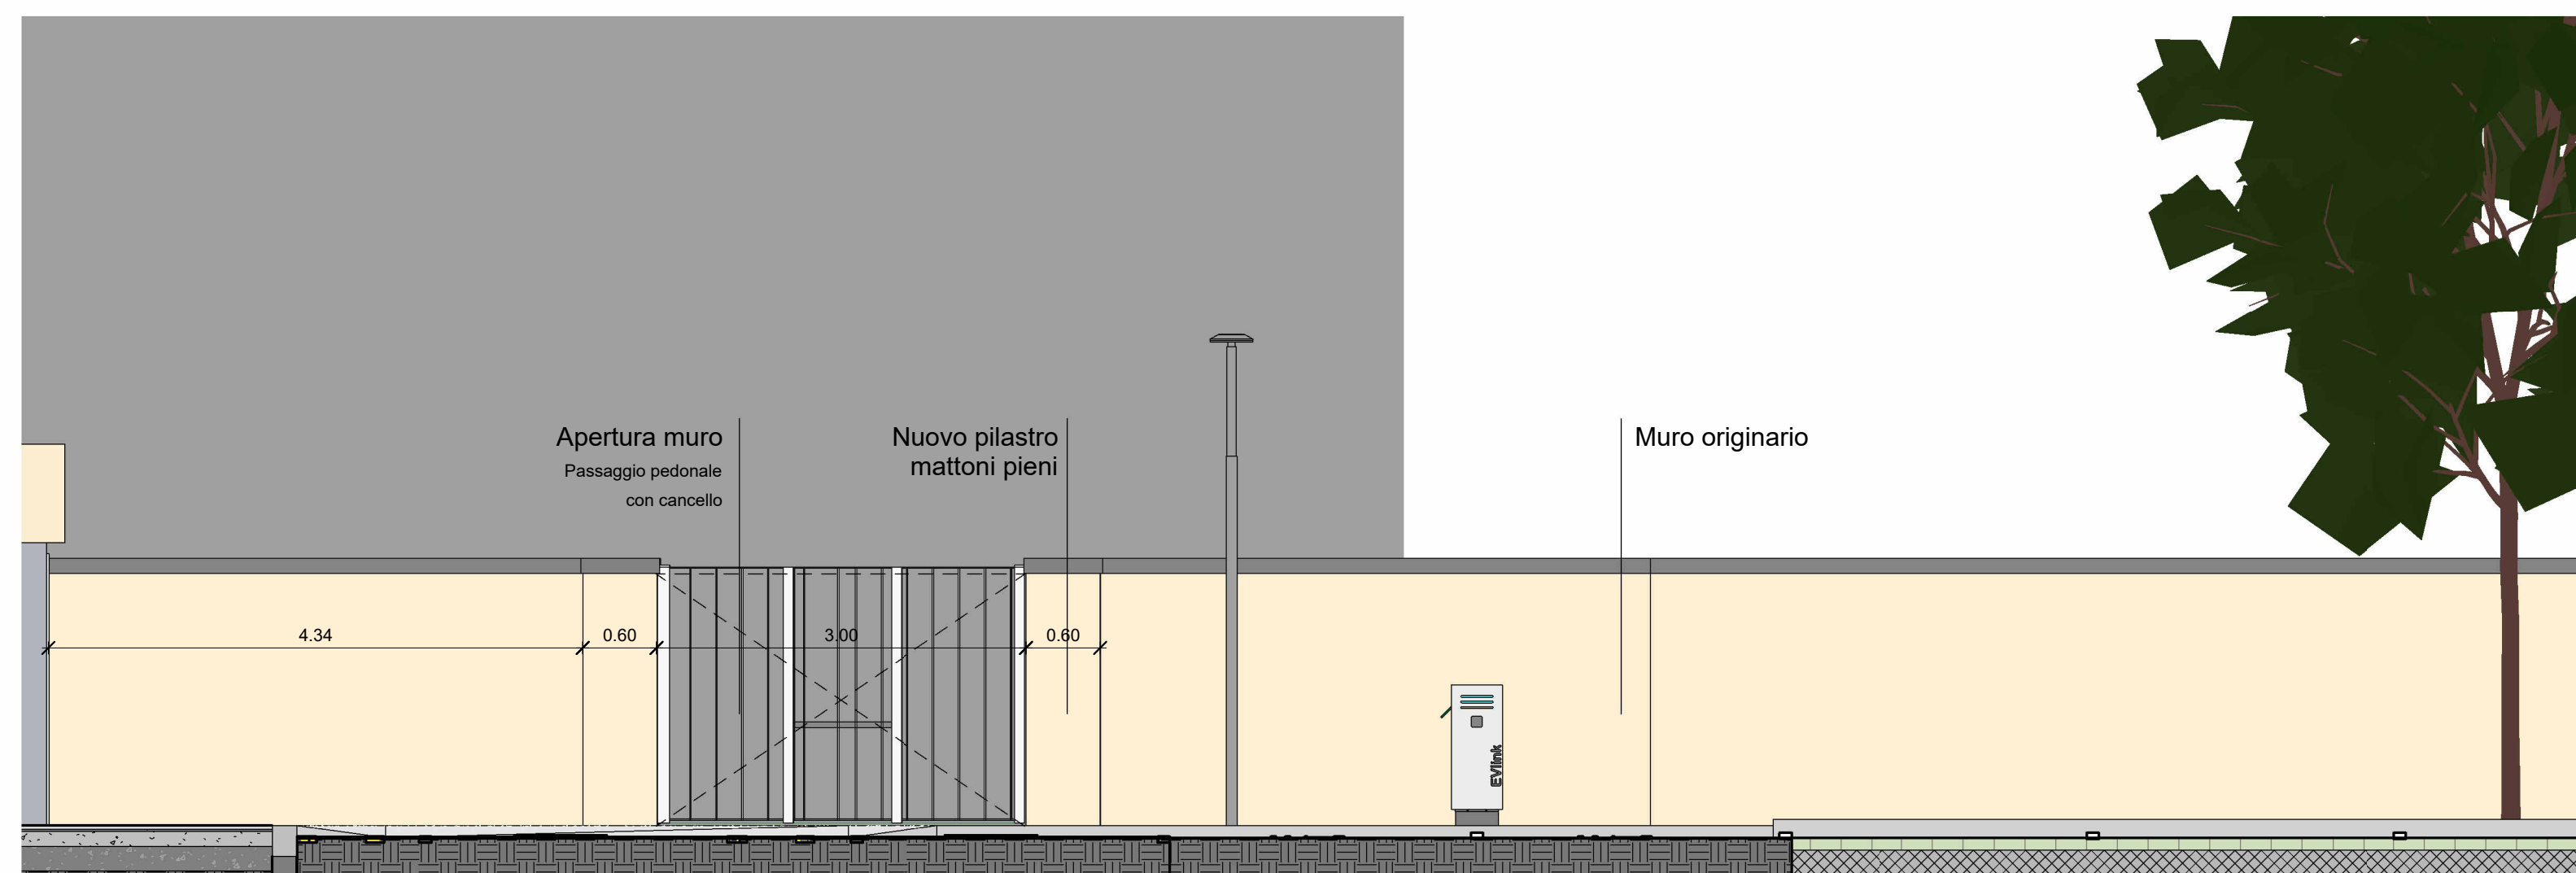 Apertura muro
Passaggio pedonale
con cancello
Nuovo pilastro
mattoni pieni
Muro originario
4.34
0.60
3.00
0.60
EVlink